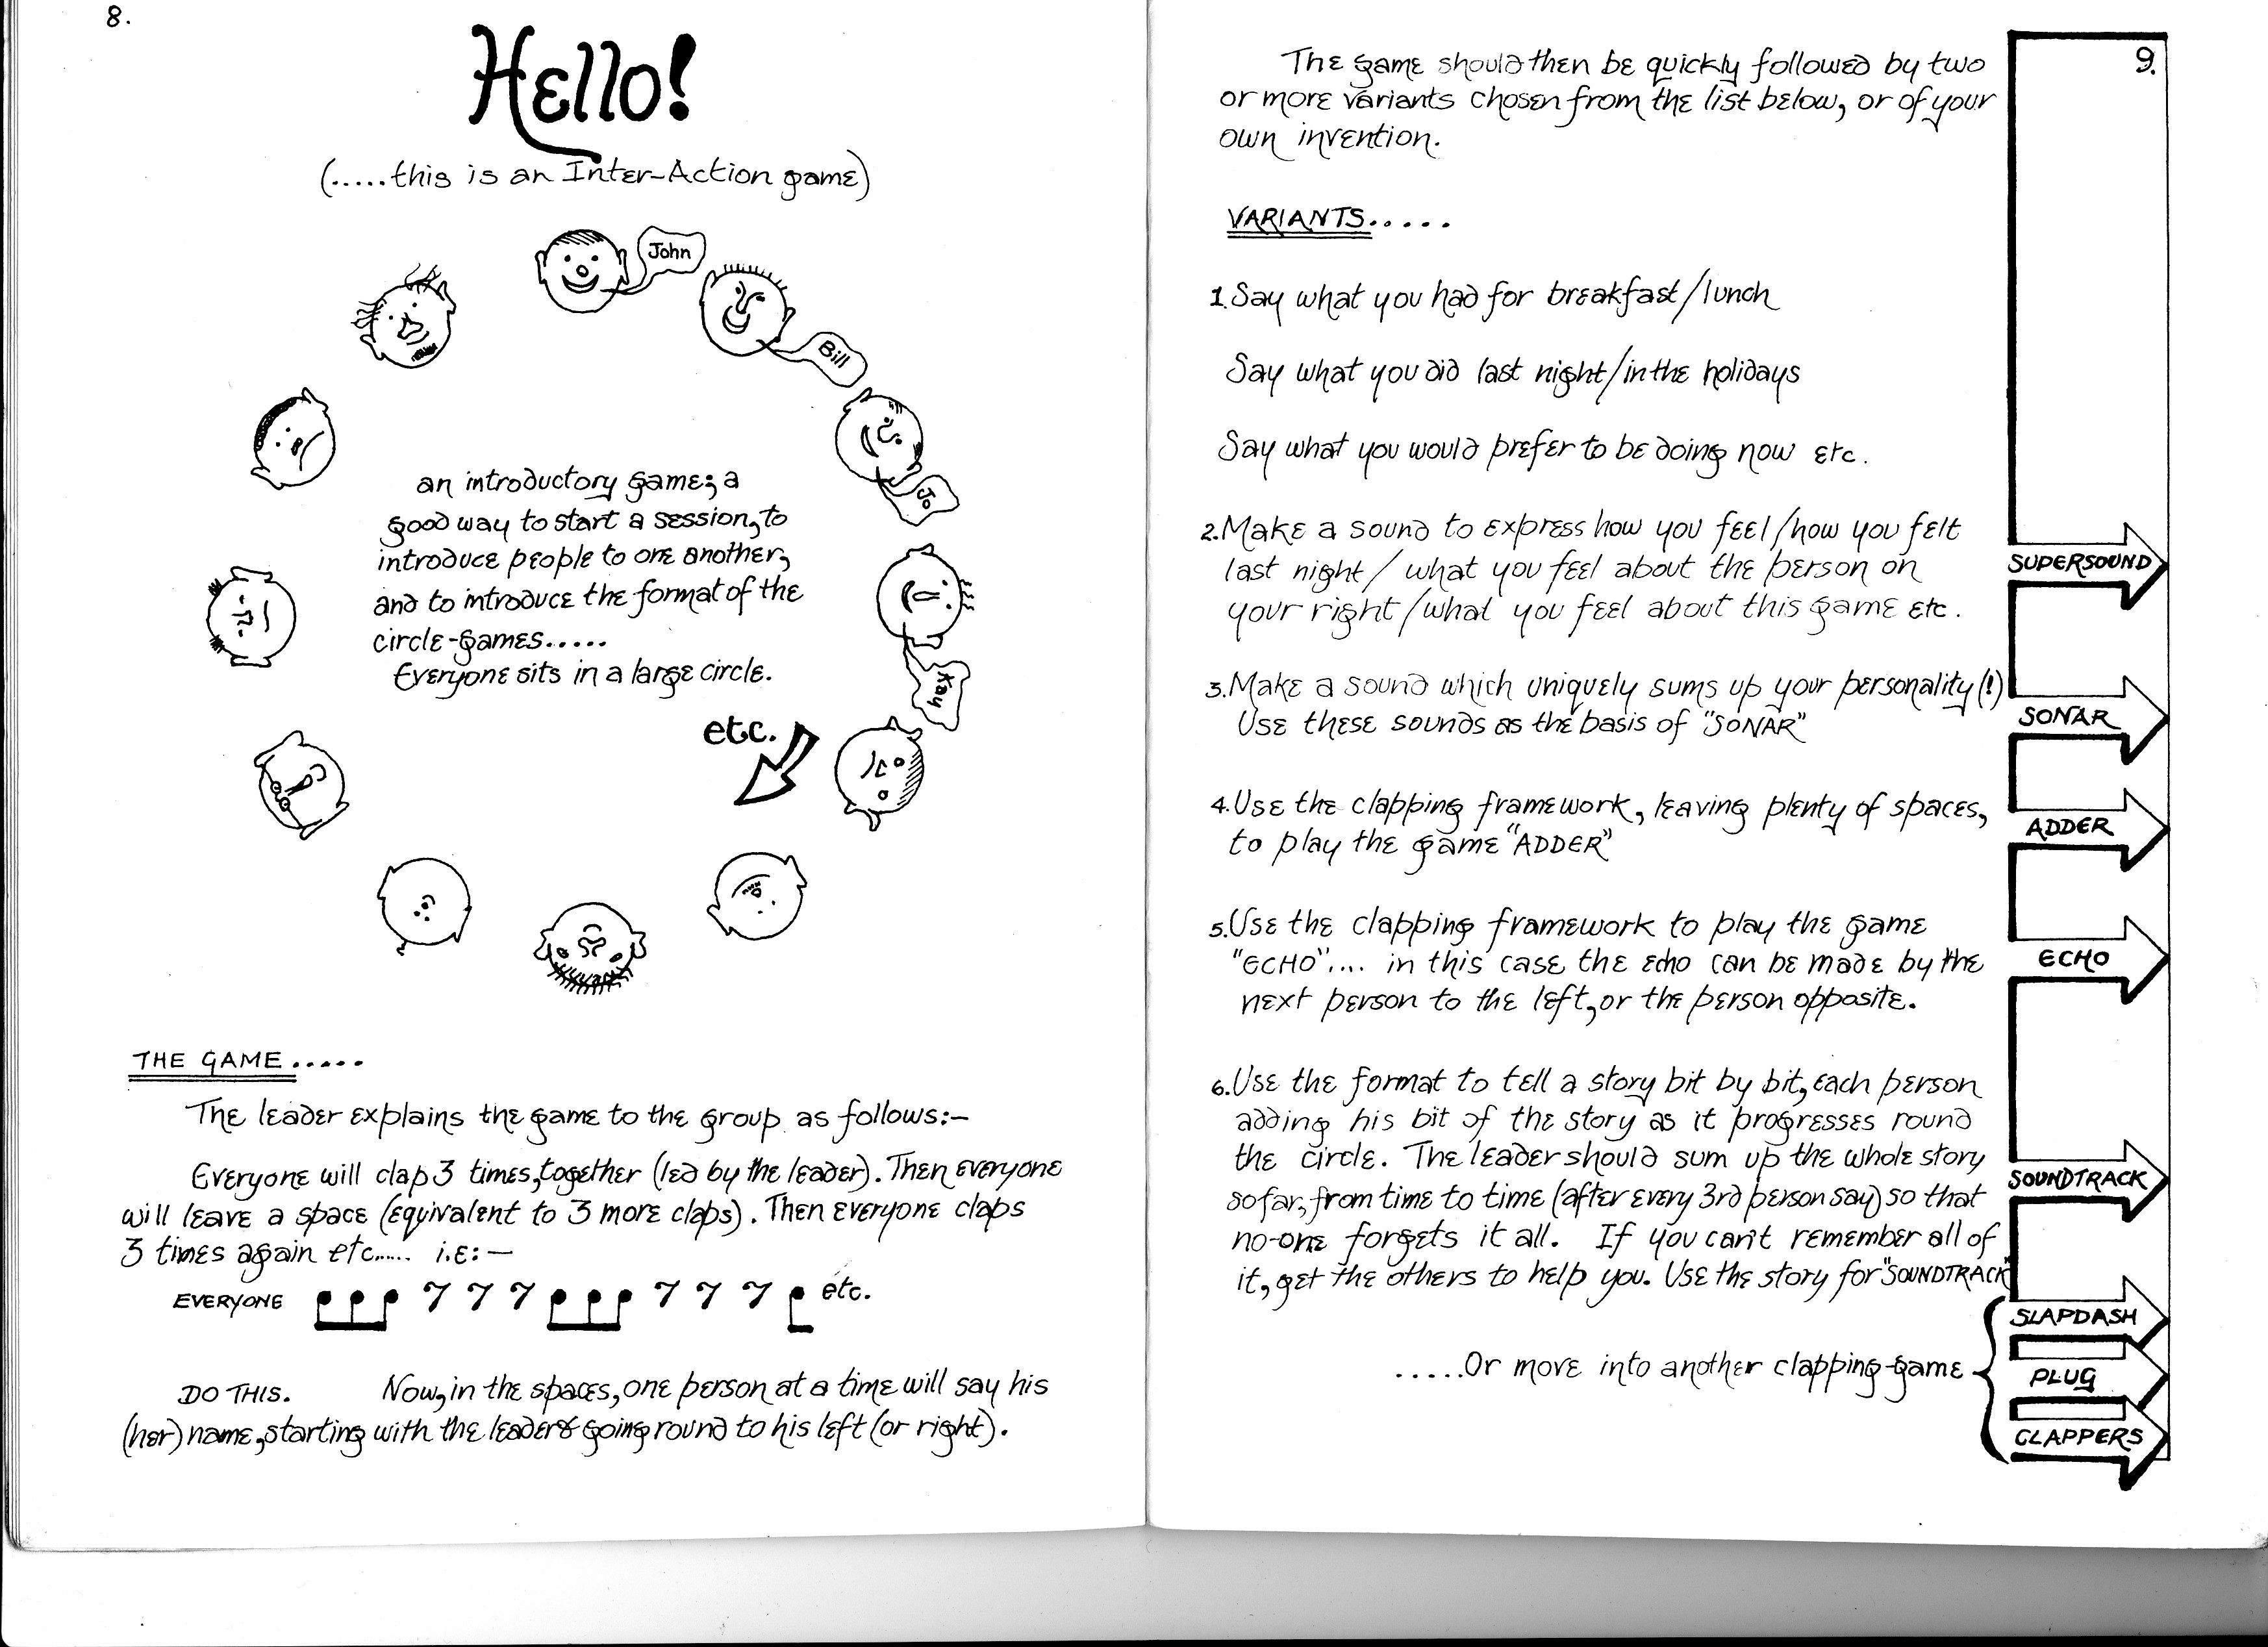 8.
Hello!
(.....this is an Inter-Action game)
John
Bill
Jo
Kay
etc.
an introductory game; a
good way to start a session, to
introduce people to one another,
and to introduce the format of the
circle-games.....
Everyone sits in a large circle.
THE GAME.....
The leader explains the game to the group as follows:-
Everyone will clap 3 times, together (led by the leader). Then everyone
will leave a space (equivalent to 3 more claps). Then everyone claps
3 times again etc..... i.e:-
EVERYONE etc.
DO THIS. Now, in the spaces, one person at a time will say his
(her) name, starting with the leader & going round to his left (or right).
9.
The game should then be quickly followed by two
or more variants chosen from the list below, or of your
own invention.
VARIANTS.....
1. Say what you had for breakfast/lunch
Say what you did last night/in the holidays
Say what you would prefer to be doing now etc.
2. Make a sound to express how you feel/how you felt
last night/ what you feel about the person on
your right/what you feel about this game etc.
SUPERSOUND
3. Make a sound which uniquely sums up your personality(!)
Use these sounds as the basis of "SONAR"
SONAR
4. Use the clapping framework, leaving plenty of spaces,
to play the game "ADDER"
ADDER
5. Use the clapping framework to play the game
"ECHO".... in this case the echo can be made by the
next person to the left, or the person opposite.
ECHO
6. Use the format to tell a story bit by bit, each person
adding his bit of the story as it progresses round
the circle. The leader should sum up the whole story
so far, from time to time (after every 3rd person say) so that
no-one forgets it all. If you can't remember all of
it, get the others to help you. Use the story for "SOUNDTRACK"
SOUNDTRACK
.....Or move into another clapping-game
SLAPDASH
PLUG
CLAPPERS